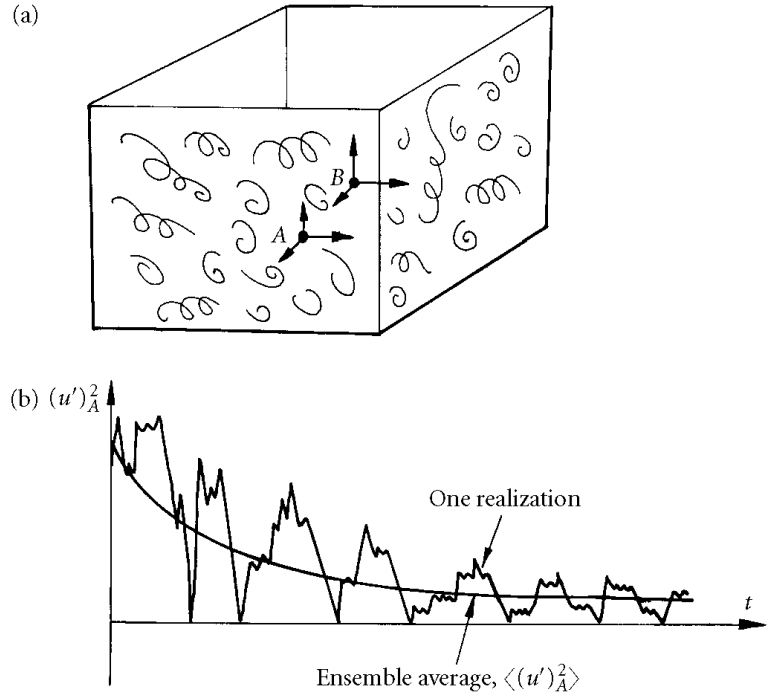 (a)
B
A
(b) (u′)²_A
One realization
t
Ensemble average, ⟨(u′)²_A⟩